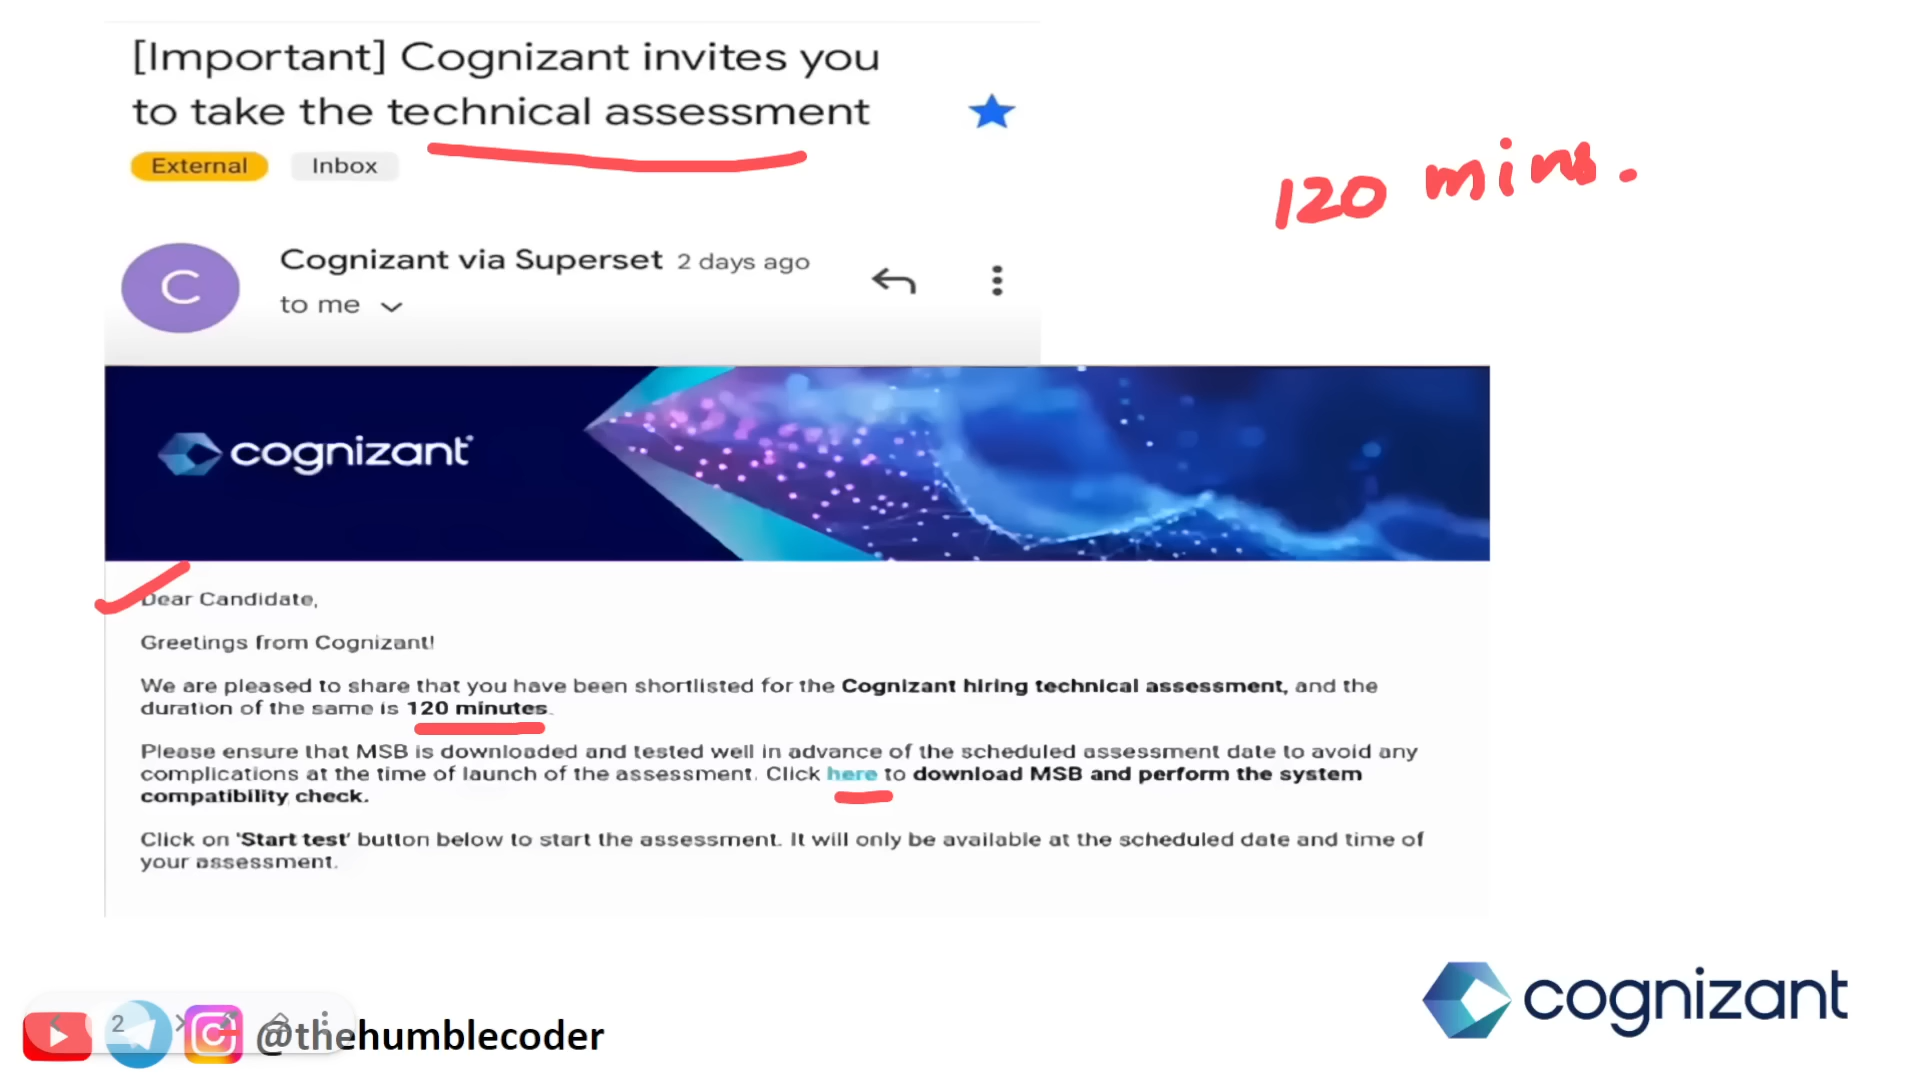 [Important] Cognizant invites you
to take the technical assessment
External Inbox
120 mins.
C
Cognizant via Superset 2 days ago
to me
cognizant
Dear Candidate,
Greetings from Cognizant!
We are pleased to share that you have been shortlisted for the Cognizant hiring technical assessment, and the
duration of the same is 120 minutes.
Please ensure that MSB is downloaded and tested well in advance of the scheduled assessment date to avoid any
complications at the time of launch of the assessment. Click here to download MSB and perform the system
compatibility check.
Click on 'Start test' button below to start the assessment. It will only be available at the scheduled date and time of
your assessment.
cognizant
2
@thehumblecoder